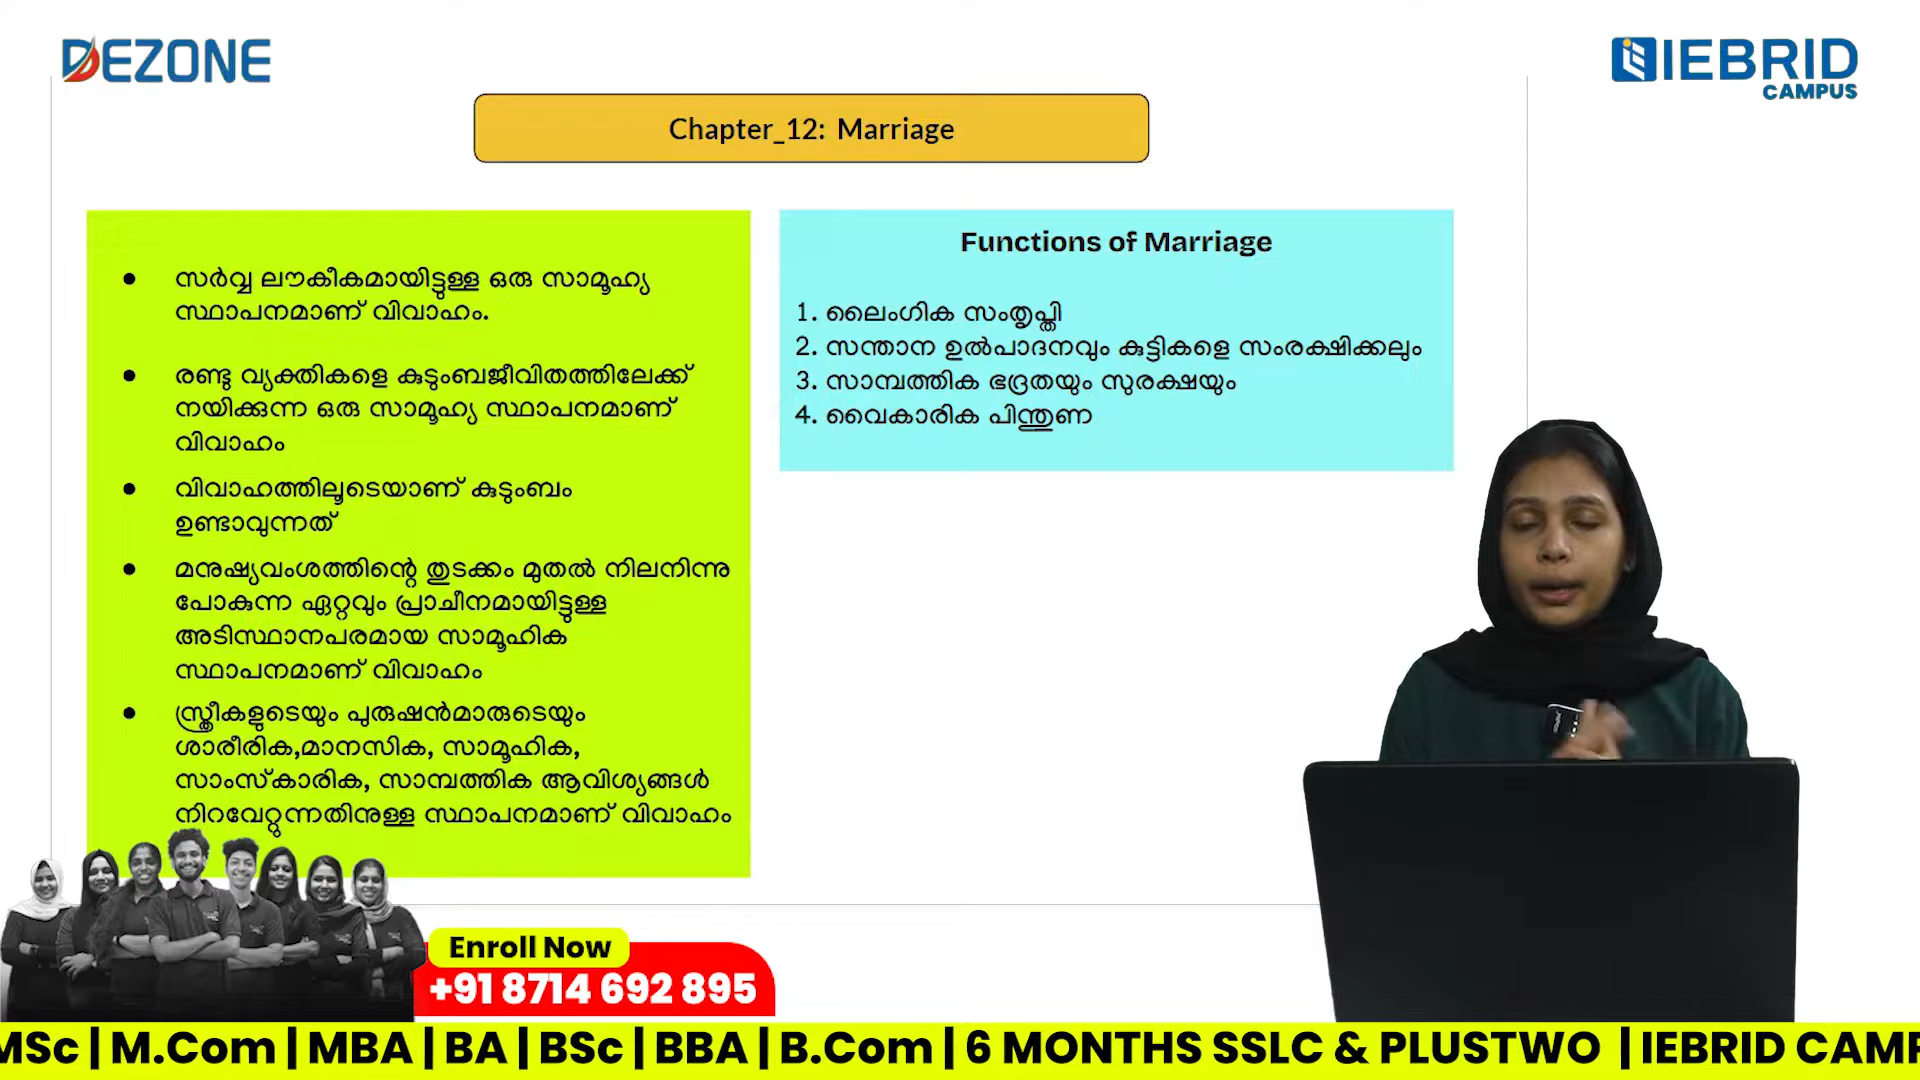 DEZONE
IEBRID
CAMPUS
Chapter_12: Marriage
സർവ്വ ലൗകീകമായിട്ടുള്ള ഒരു സാമൂഹ്യ
സ്ഥാപനമാണ് വിവാഹം.
രണ്ടു വ്യക്തികളെ കുടുംബജീവിതത്തിലേക്ക്
നയിക്കുന്ന ഒരു സാമൂഹ്യ സ്ഥാപനമാണ്
വിവാഹം
വിവാഹത്തിലൂടെയാണ് കുടുംബം
ഉണ്ടാവുന്നത്
മനുഷ്യവംശത്തിന്റെ തുടക്കം മുതൽ നിലനിന്നു
പോകുന്ന ഏറ്റവും പ്രാചീനമായിട്ടുള്ള
അടിസ്ഥാനപരമായ സാമൂഹിക
സ്ഥാപനമാണ് വിവാഹം
സ്ത്രീകളുടെയും പുരുഷൻമാരുടെയും
ശാരീരിക,മാനസിക, സാമൂഹിക,
സാംസ്കാരിക, സാമ്പത്തിക ആവിശ്യങ്ങൾ
നിറവേറ്റുന്നതിനുള്ള സ്ഥാപനമാണ് വിവാഹം
Functions of Marriage
1. ലൈംഗിക സംതൃപ്തി
2. സന്താന ഉൽപാദനവും കുട്ടികളെ സംരക്ഷിക്കലും
3. സാമ്പത്തിക ഭദ്രതയും സുരക്ഷയും
4. വൈകാരിക പിന്തുണ
Enroll Now
+91 8714 692 895
MSc | M.Com | MBA | BA | BSc | BBA | B.Com | 6 MONTHS SSLC & PLUSTWO | IEBRID CAMP